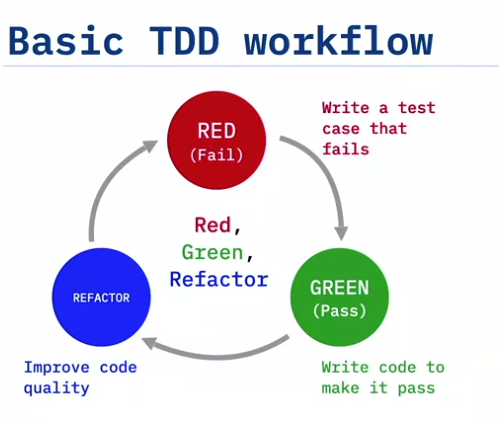 Basic TDD workflow
RED
(Fail)
Write a test
case that
fails
Red,
Green,
Refactor
GREEN
(Pass)
Write code to
make it pass
REFACTOR
Improve code
quality